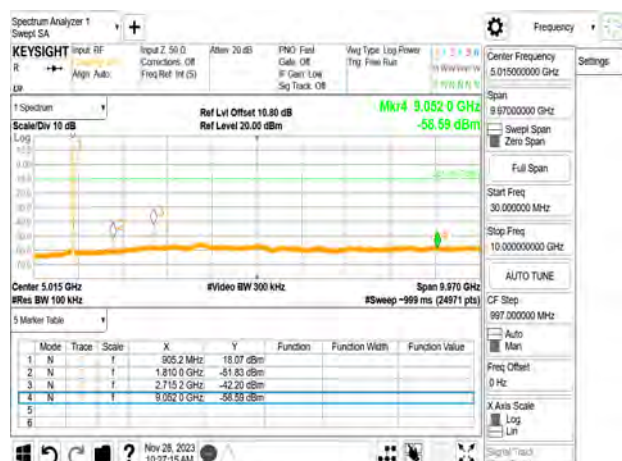 Spectrum Analyzer 1
Swept SA
Frequency
KEYSIGHT
Input: RF
Input Z: 50 Ω
Atten: 20 dB
PNO: Fast
Avg Type: Log-Power
R
Align: Auto
Corrections: Off
Gate: Off
Trig: Free Run
Freq Ref: Int (S)
IF Gain: Low
Sig Track: Off
Center Frequency
5.015000000 GHz
Settings
1 Spectrum
Ref Lvl Offset 10.80 dB
Mkr4 9.052 0 GHz
Scale/Div 10 dB
Ref Level 20.00 dBm
-58.59 dBm
Log
Span
9.97000000 GHz
Swept Span
Zero Span
Full Span
Start Freq
30.000000 MHz
Stop Freq
10.000000000 GHz
AUTO TUNE
Center 5.015 GHz
#Video BW 300 kHz
Span 9.970 GHz
#Res BW 100 kHz
#Sweep ~999 ms (24971 pts)
CF Step
997.000000 MHz
Auto
Man
Freq Offset
0 Hz
X Axis Scale
Log
Lin
Signal Track
5 Marker Table
Mode Trace Scale X Y Function Function Width Function Value
1 N f 905.2 MHz 18.07 dBm
2 N f 1.810 0 GHz -51.83 dBm
3 N f 2.715 2 GHz -42.20 dBm
4 N f 9.052 0 GHz -58.59 dBm
5
6
Nov 28, 2023
10:37:15 AM